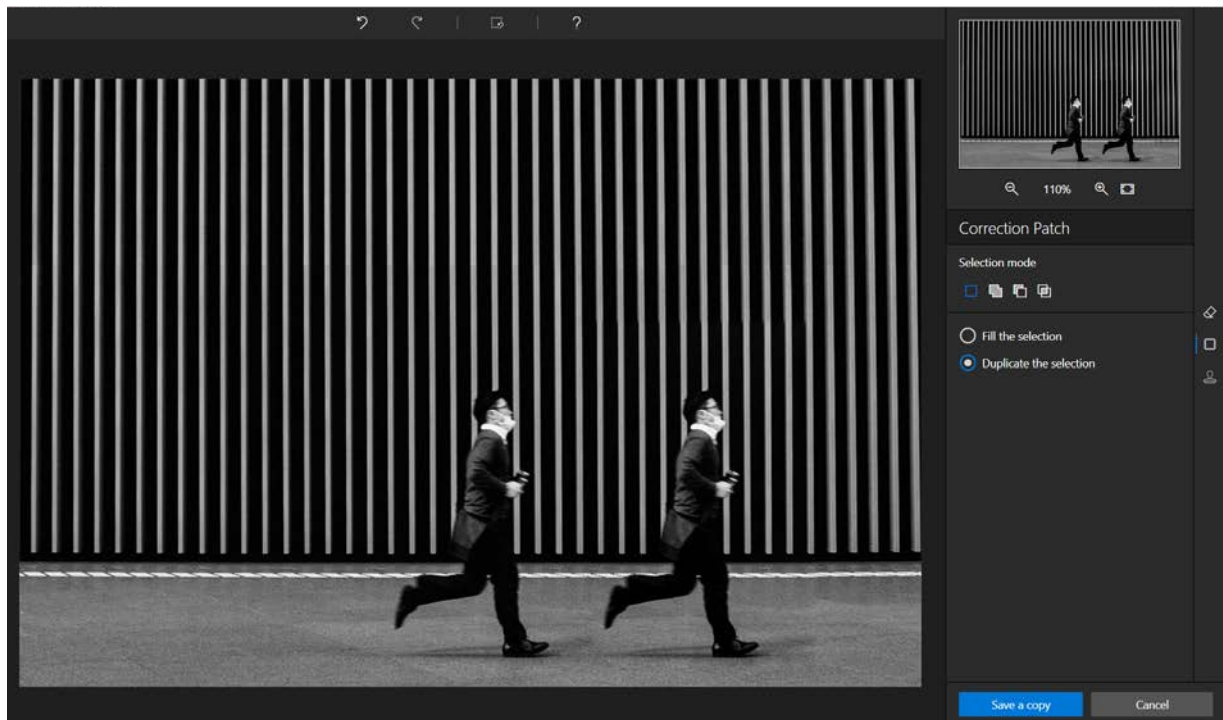 ?
110%
Correction Patch
Selection mode
Fill the selection
Duplicate the selection
Save a copy
Cancel